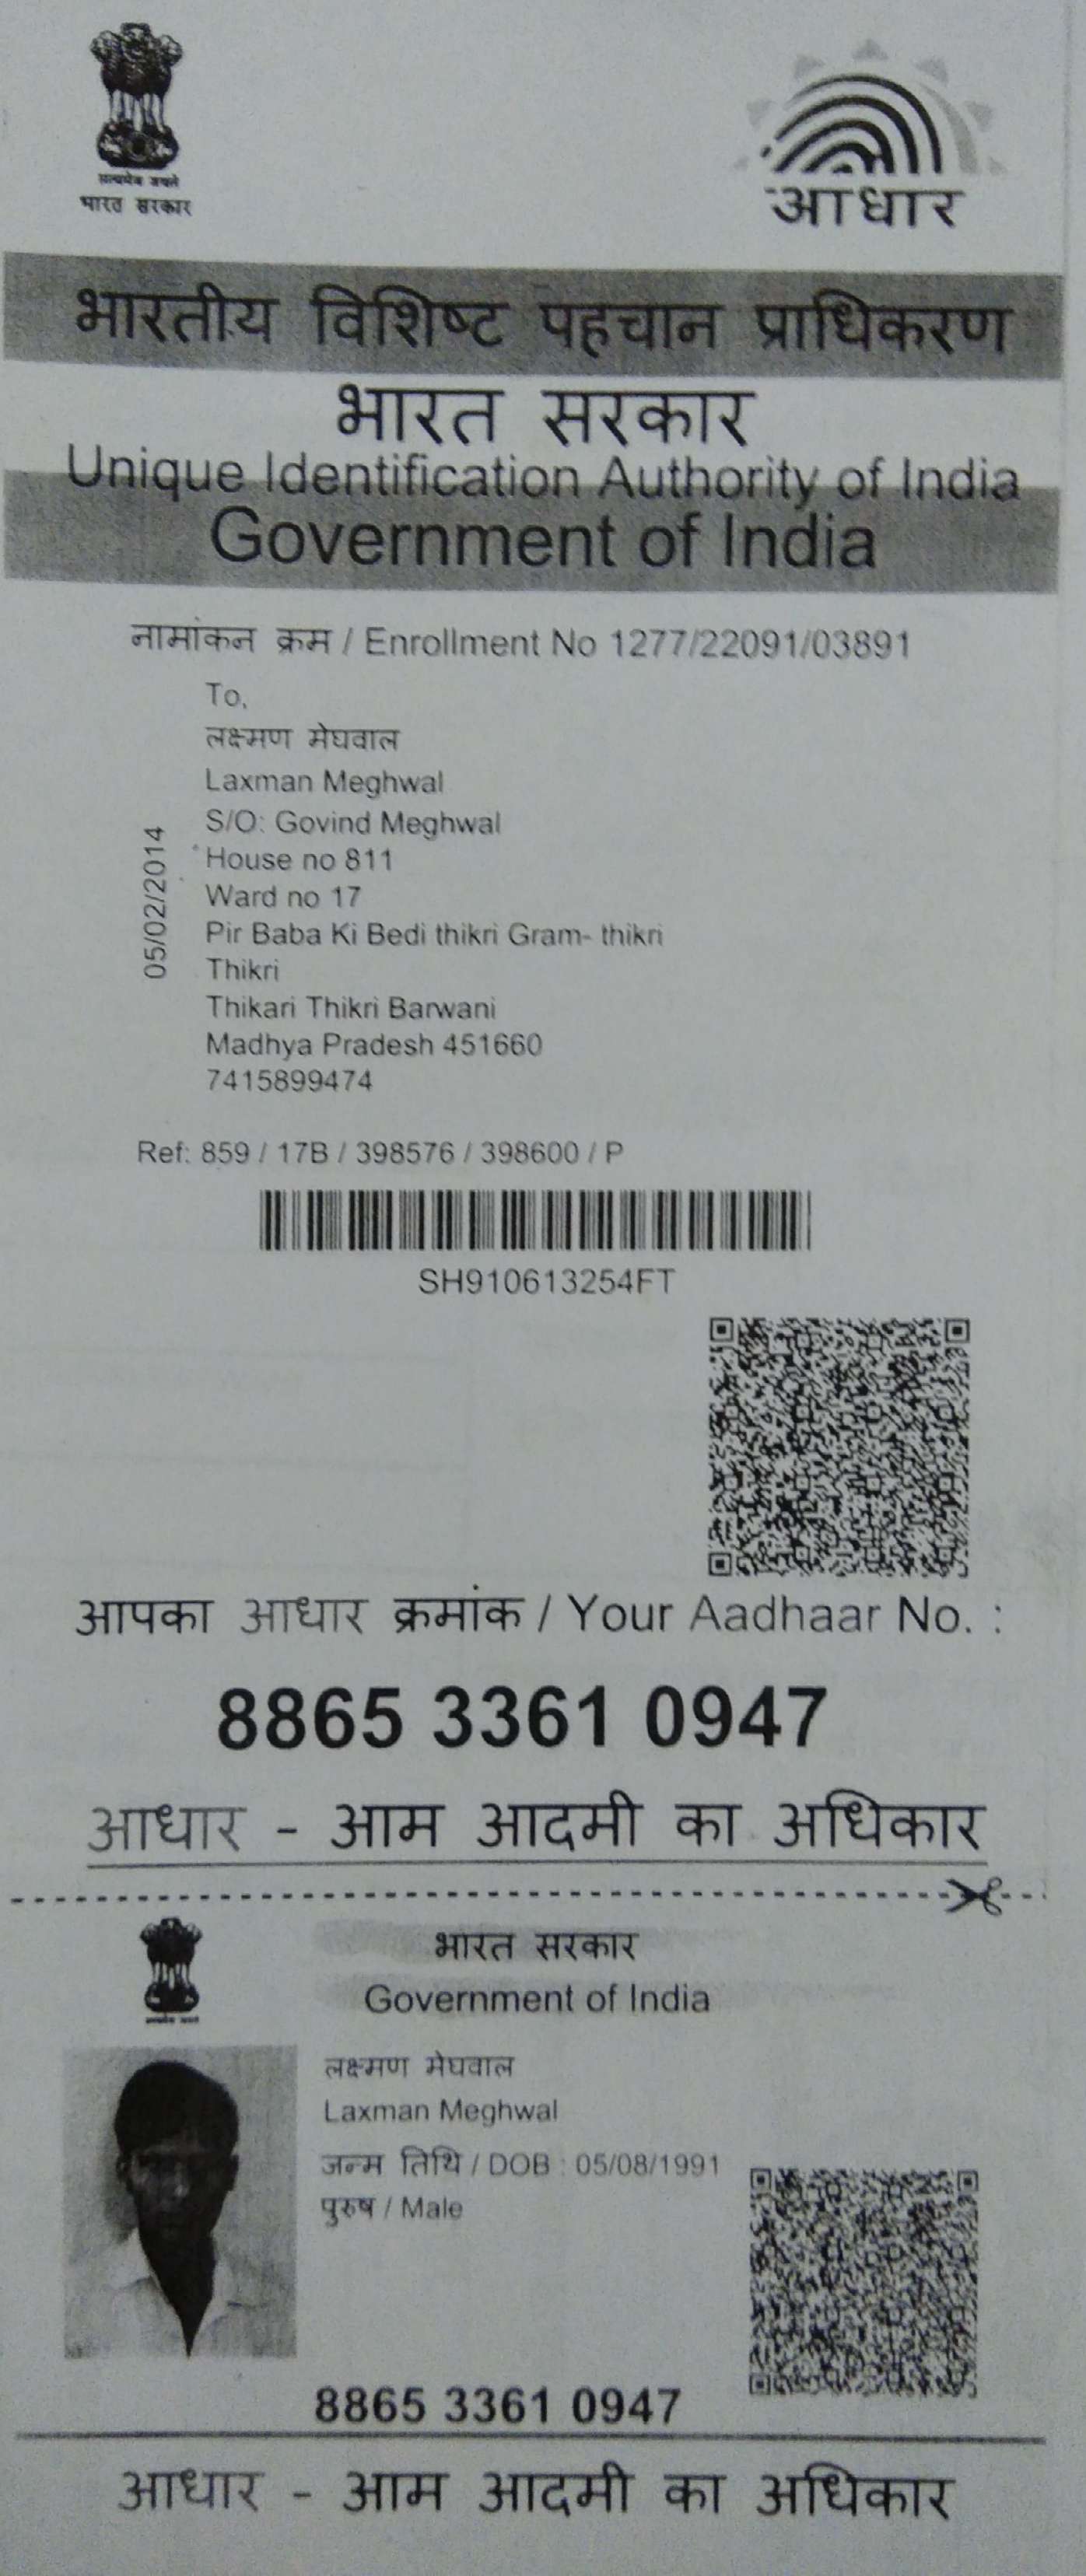 सत्यमेव जयते
भारत सरकार
आधार
भारतीय विशिष्ट पहचान प्राधिकरण
भारत सरकार
Unique Identification Authority of India
Government of India
नामांकन क्रम / Enrollment No 1277/22091/03891
To,
लक्ष्मण मेघवाल
Laxman Meghwal
S/O: Govind Meghwal
House no 811
Ward no 17
Pir Baba Ki Bedi thikri Gram- thikri
Thikri
Thikari Thikri Barwani
Madhya Pradesh 451660
7415899474
05/02/2014
Ref: 859 / 17B / 398576 / 398600 / P
SH910613254FT
आपका आधार क्रमांक / Your Aadhaar No. :
8865 3361 0947
आधार - आम आदमी का अधिकार
भारत सरकार
Government of India
लक्ष्मण मेघवाल
Laxman Meghwal
जन्म तिथि / DOB : 05/08/1991
पुरुष / Male
8865 3361 0947
आधार - आम आदमी का अधिकार